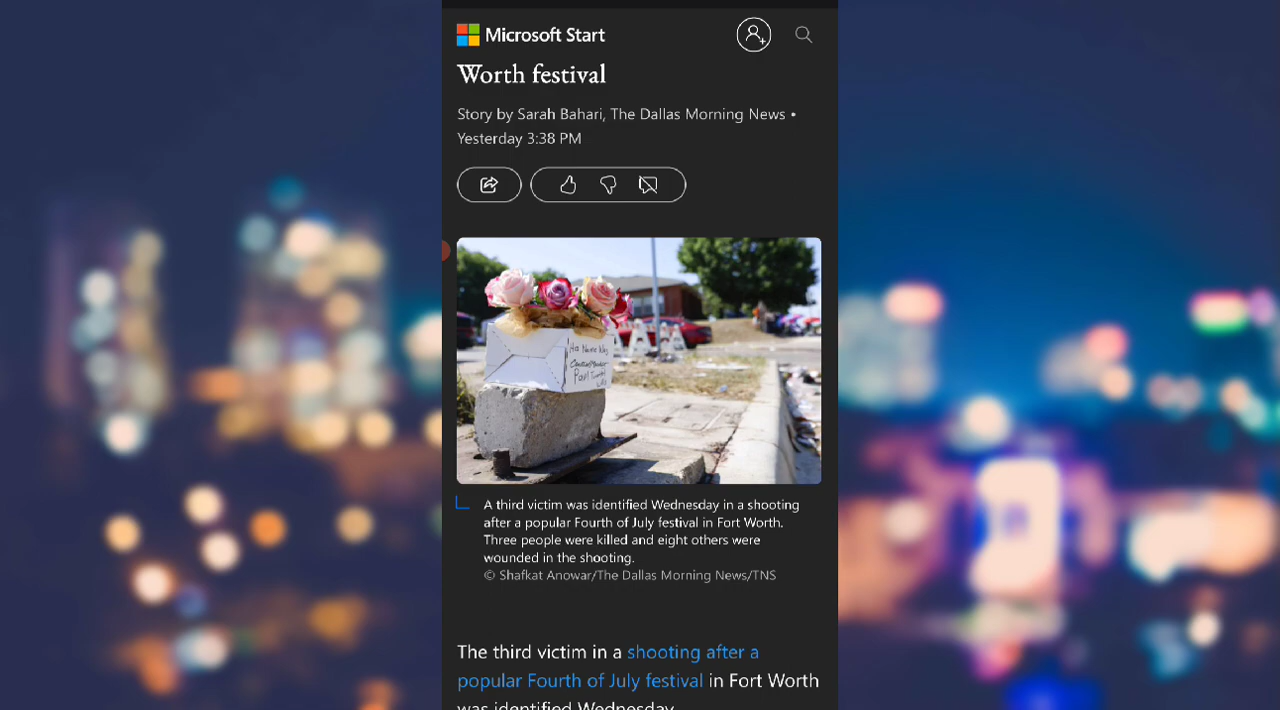 Microsoft Start
Worth festival
Story by Sarah Bahari, The Dallas Morning News •
Yesterday 3:38 PM
A third victim was identified Wednesday in a shooting
after a popular Fourth of July festival in Fort Worth.
Three people were killed and eight others were
wounded in the shooting.
© Shafkat Anowar/The Dallas Morning News/TNS
The third victim in a shooting after a
popular Fourth of July festival in Fort Worth
was identified Wednesday